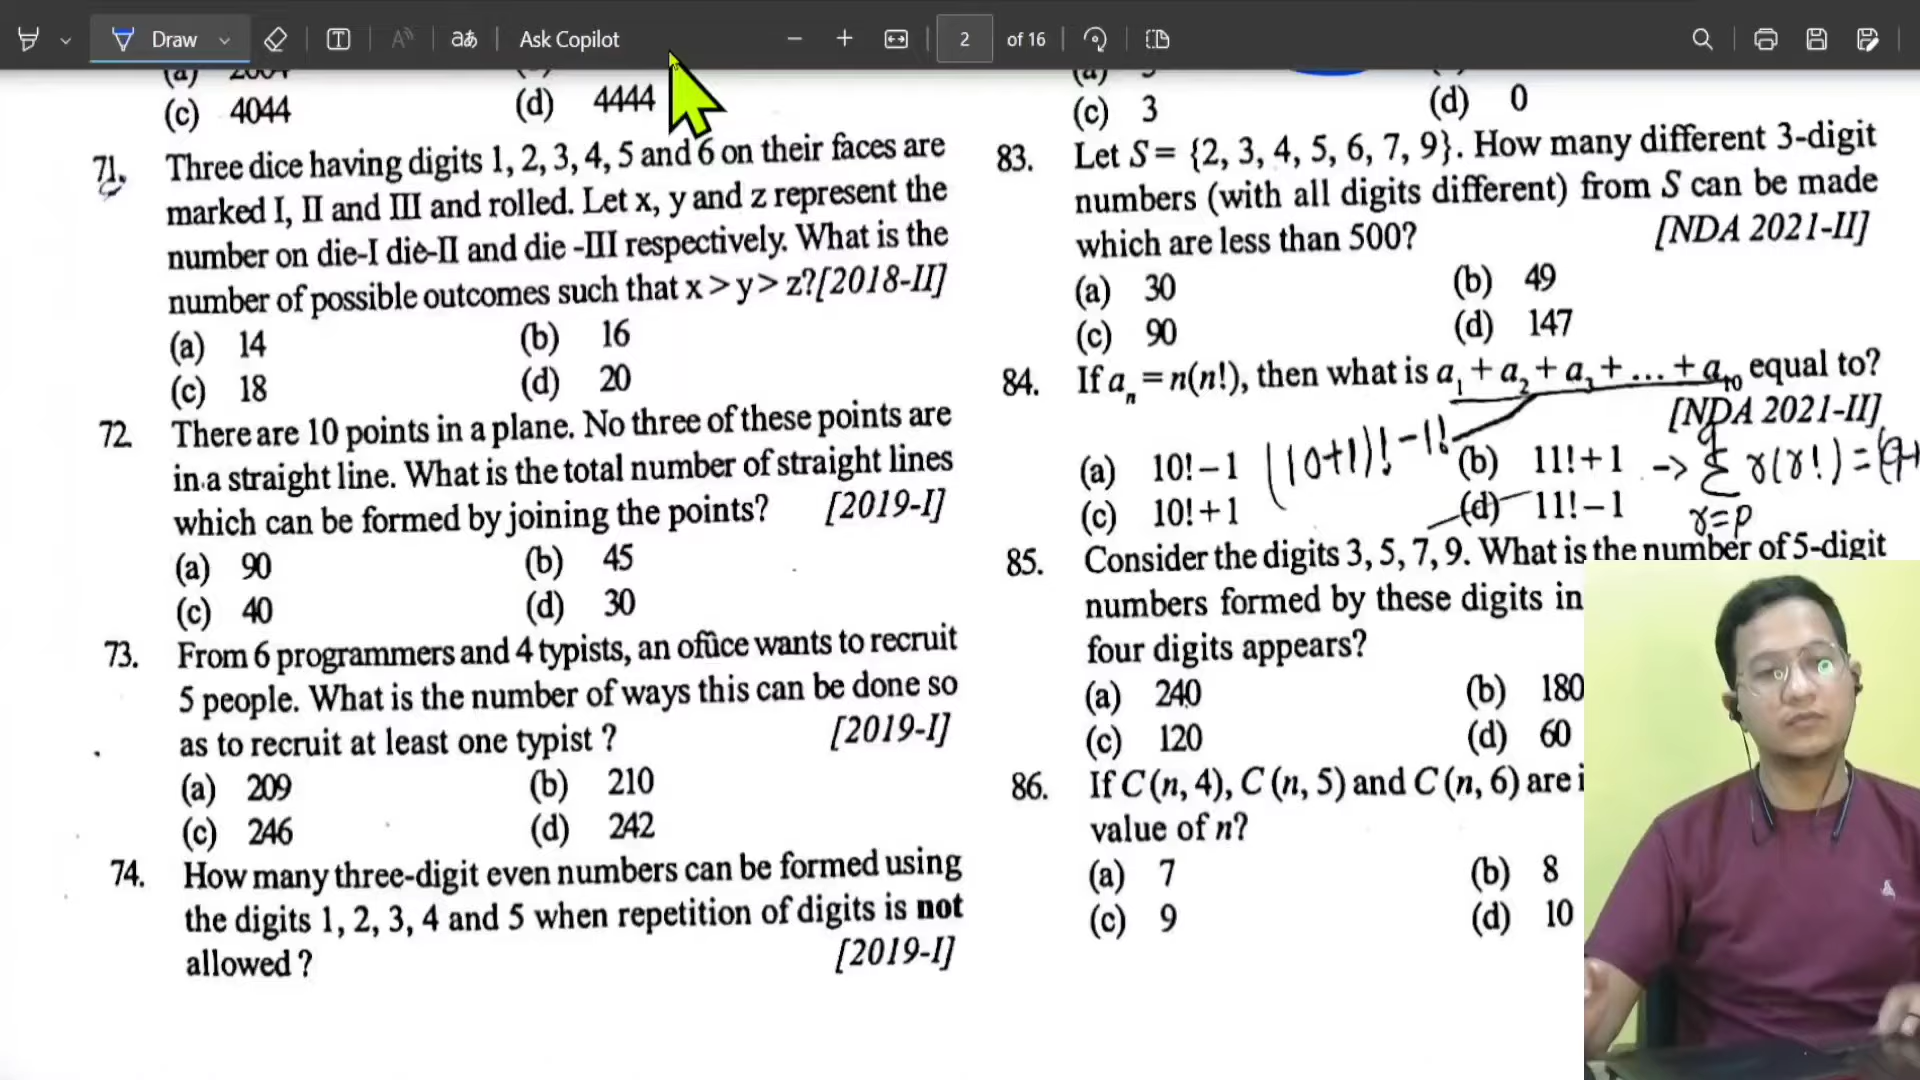 Draw
A
aあ
Ask Copilot
2
of 16
(c) 4044
(d) 4444
71. Three dice having digits 1, 2, 3, 4, 5 and 6 on their faces are
marked I, II and III and rolled. Let x, y and z represent the
number on die-I die-II and die -III respectively. What is the
number of possible outcomes such that x > y > z?[2018-II]
(a) 14
(b) 16
(c) 18
(d) 20
72. There are 10 points in a plane. No three of these points are
in a straight line. What is the total number of straight lines
which can be formed by joining the points? [2019-I]
(a) 90
(b) 45
(c) 40
(d) 30
73. From 6 programmers and 4 typists, an office wants to recruit
5 people. What is the number of ways this can be done so
as to recruit at least one typist ? [2019-I]
(a) 209
(b) 210
(c) 246
(d) 242
74. How many three-digit even numbers can be formed using
the digits 1, 2, 3, 4 and 5 when repetition of digits is not
allowed ? [2019-I]
(c) 3
(d) 0
83. Let S = {2, 3, 4, 5, 6, 7, 9}. How many different 3-digit
numbers (with all digits different) from S can be made
which are less than 500? [NDA 2021-II]
(a) 30
(b) 49
(c) 90
(d) 147
84. If aₙ = n(n!), then what is a₁ + a₂ + a₃ + ... + a₁₀ equal to?
[NDA 2021-II]
(a) 10! – 1
(10+1)! - 1!
(b) 11! + 1
-> Σ r(r!) =
r=p
(c) 10! + 1
(d) 11! – 1
85. Consider the digits 3, 5, 7, 9. What is the number of 5-digit
numbers formed by these digits in
four digits appears?
(a) 240
(b) 180
(c) 120
(d) 60
86. If C (n, 4), C (n, 5) and C (n, 6) are
value of n?
(a) 7
(b) 8
(c) 9
(d) 10